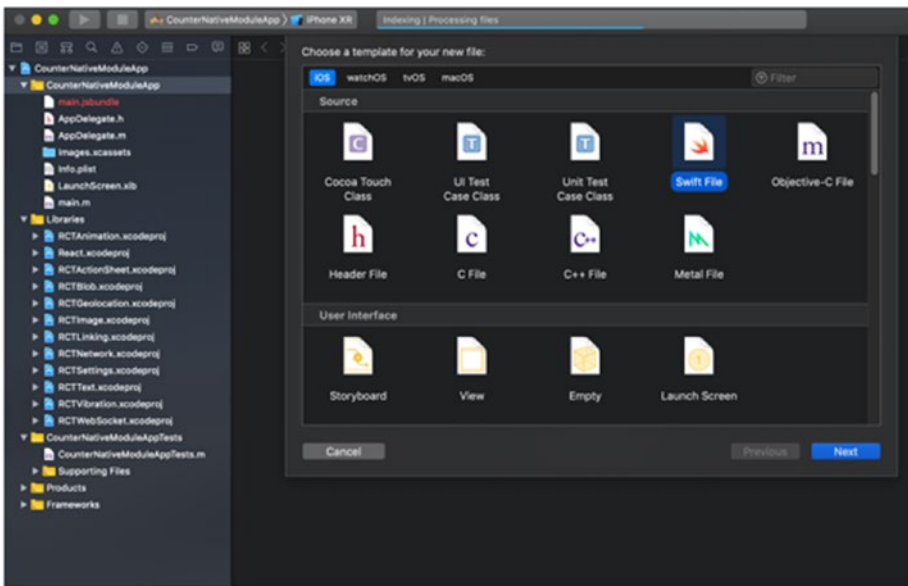 CounterNativeModuleApp
iPhone XR
Indexing | Processing files
CounterNativeModuleApp
CounterNativeModuleApp
main.jsbundle
AppDelegate.h
AppDelegate.m
Images.xcassets
Info.plist
LaunchScreen.xib
main.m
Libraries
RCTAnimation.xcodeproj
React.xcodeproj
RCTActionSheet.xcodeproj
RCTBlob.xcodeproj
RCTGeolocation.xcodeproj
RCTImage.xcodeproj
RCTLinking.xcodeproj
RCTNetwork.xcodeproj
RCTSettings.xcodeproj
RCTText.xcodeproj
RCTVibration.xcodeproj
RCTWebSocket.xcodeproj
CounterNativeModuleAppTests
CounterNativeModuleAppTests.m
Supporting Files
Products
Frameworks
Choose a template for your new file:
iOS watchOS tvOS macOS
Filter
Source
C T T m
Cocoa Touch Class
UI Test Case Class
Unit Test Case Class
Swift File
Objective-C File
h c C++
Header File
C File
C++ File
Metal File
User Interface
1
Storyboard
View
Empty
Launch Screen
Cancel
Previous
Next